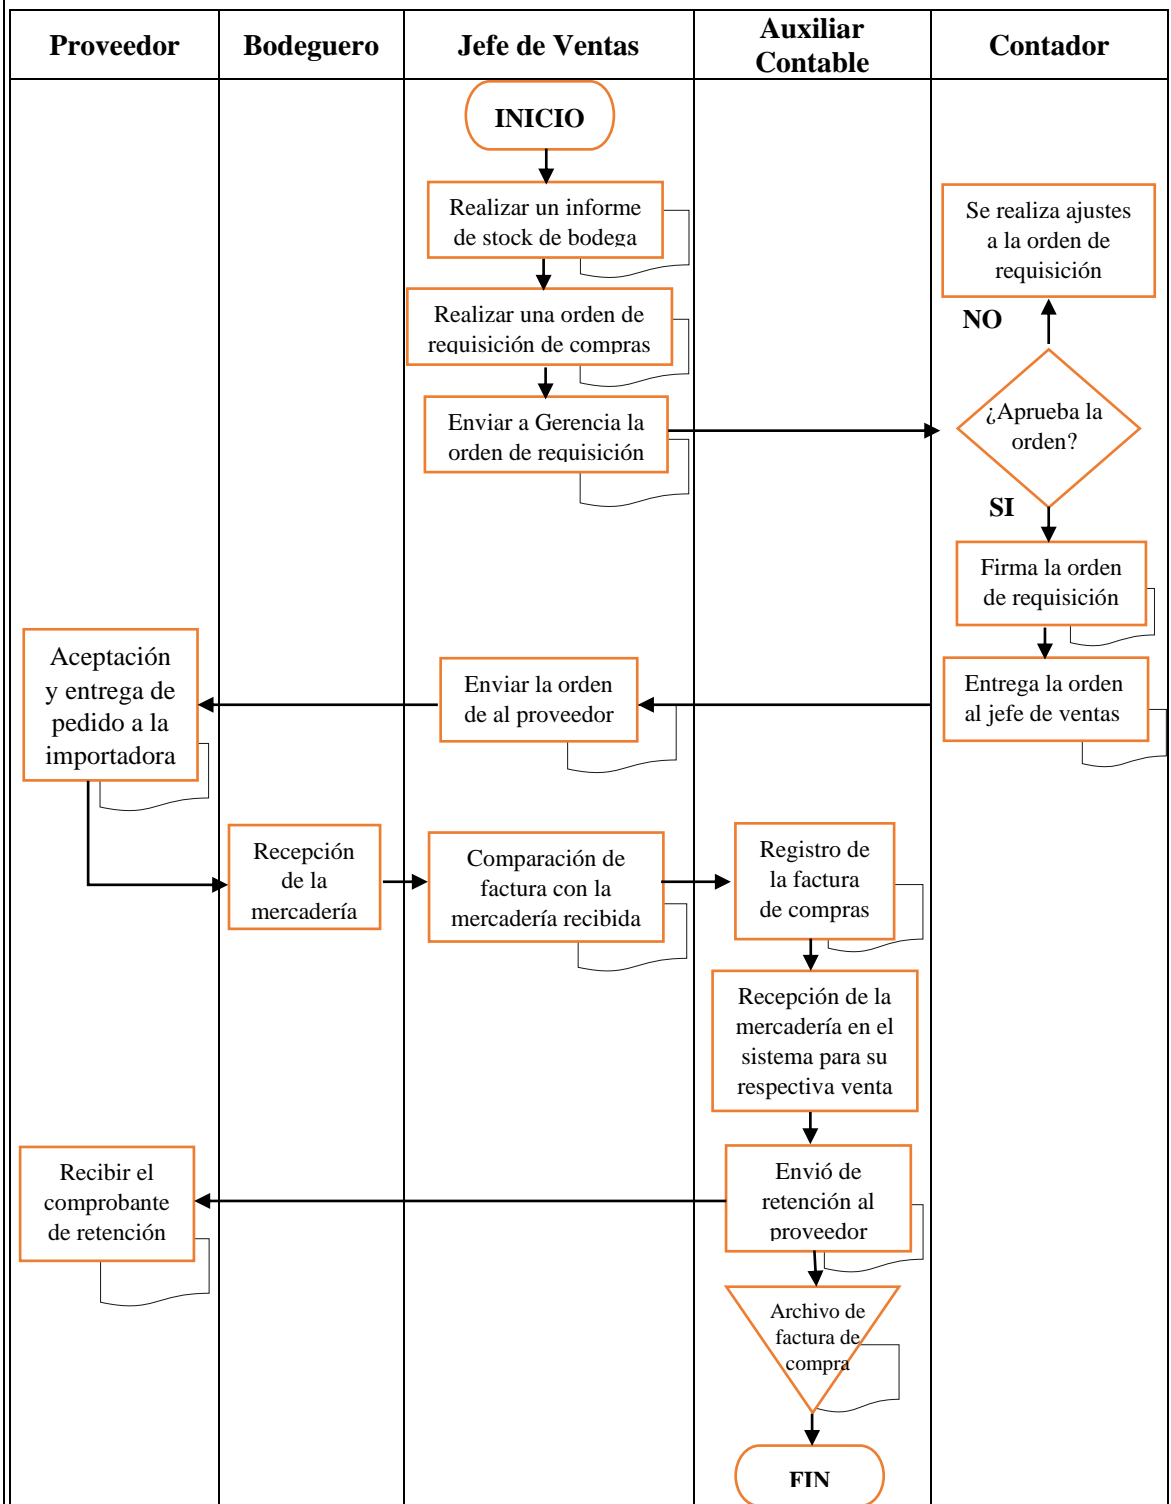 Proveedor
Bodeguero
Jefe de Ventas
Auxiliar
Contable
Contador
INICIO
Realizar un informe
de stock de bodega
Se realiza ajustes
a la orden de
requisición
Realizar una orden de
requisición de compras
NO
Enviar a Gerencia la
orden de requisición
¿Aprueba la
orden?
SI
Firma la orden
de requisición
Aceptación
y entrega de
pedido a la
importadora
Enviar la orden
de al proveedor
Entrega la orden
al jefe de ventas
Recepción
de la
mercadería
Comparación de
factura con la
mercadería recibida
Registro de
la factura
de compras
Recepción de la
mercadería en el
sistema para su
respectiva venta
Recibir el
comprobante
de retención
Envió de
retención al
proveedor
Archivo de
factura de
compra
FIN